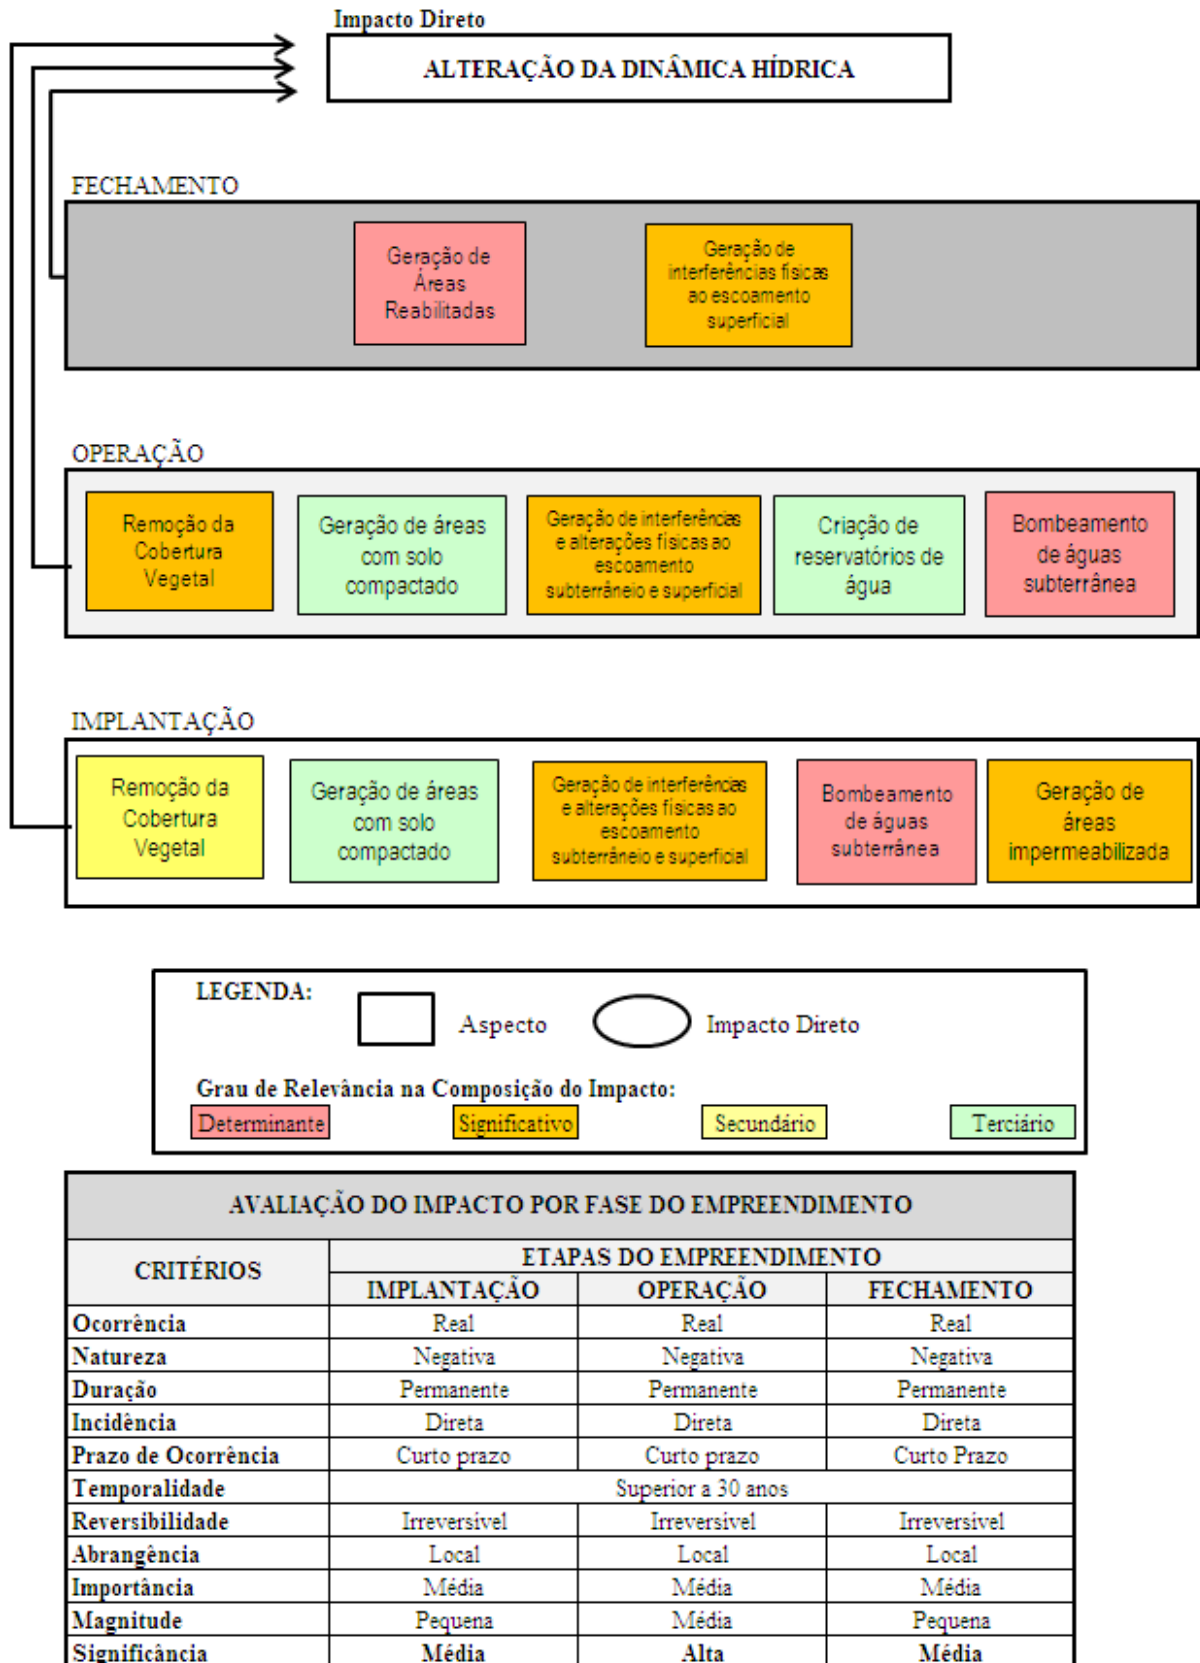 Impacto Direto
ALTERAÇÃO DA DINÂMICA HÍDRICA
FECHAMENTO
Geração de
Áreas
Reabilitadas
Geração de
interferências físicas
ao escoamento
superficial
OPERAÇÃO
Remoção da
Cobertura
Vegetal
Geração de áreas
com solo
compactado
Geração de interferências
e alterações físicas ao
escoamento
subterrâneio e superficial
Criação de
reservatórios de
água
Bombeamento
de águas
subterrânea
IMPLANTAÇÃO
Remoção da
Cobertura
Vegetal
Geração de áreas
com solo
compactado
Geração de interferências
e alterações físicas ao
escoamento
subterrâneio e superficial
Bombeamento
de águas
subterrânea
Geração de
áreas
impermeabilizada
LEGENDA:
Aspecto
Impacto Direto
Grau de Relevância na Composição do Impacto:
Determinante Significativo Secundário Terciário
AVALIAÇÃO DO IMPACTO POR FASE DO EMPREENDIMENTO
CRITÉRIOS
ETAPAS DO EMPREENDIMENTO
IMPLANTAÇÃO OPERAÇÃO FECHAMENTO
Ocorrência Real Real Real
Natureza Negativa Negativa Negativa
Duração Permanente Permanente Permanente
Incidência Direta Direta Direta
Prazo de Ocorrência Curto prazo Curto prazo Curto Prazo
Temporalidade Superior a 30 anos
Reversibilidade Irreversível Irreversível Irreversível
Abrangência Local Local Local
Importância Média Média Média
Magnitude Pequena Média Pequena
Significância Média Alta Média